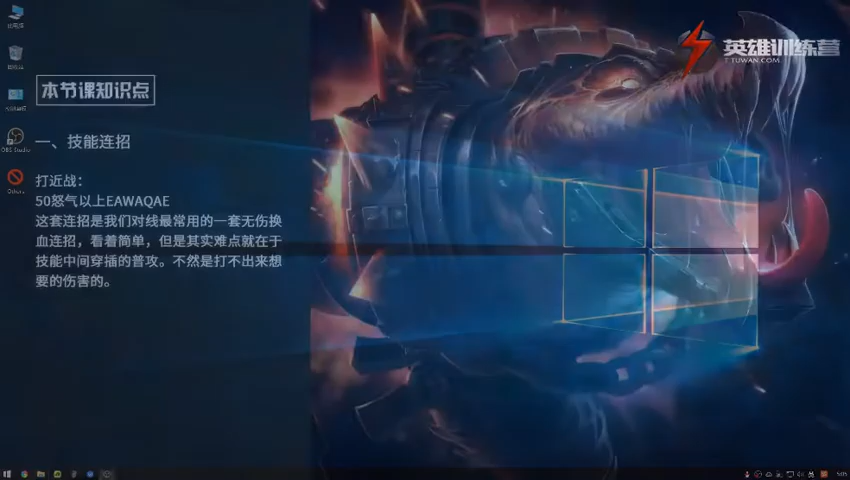 英雄训练营
TUWAN.COM
本节课知识点
一、技能连招
打近战：
50怒气以上EAWAQAE
这套连招是我们对线最常用的一套无伤换
血连招，看着简单，但是其实难点就在于
技能中间穿插的普攻。不然是打不出来想
要的伤害的。
OBS Studio